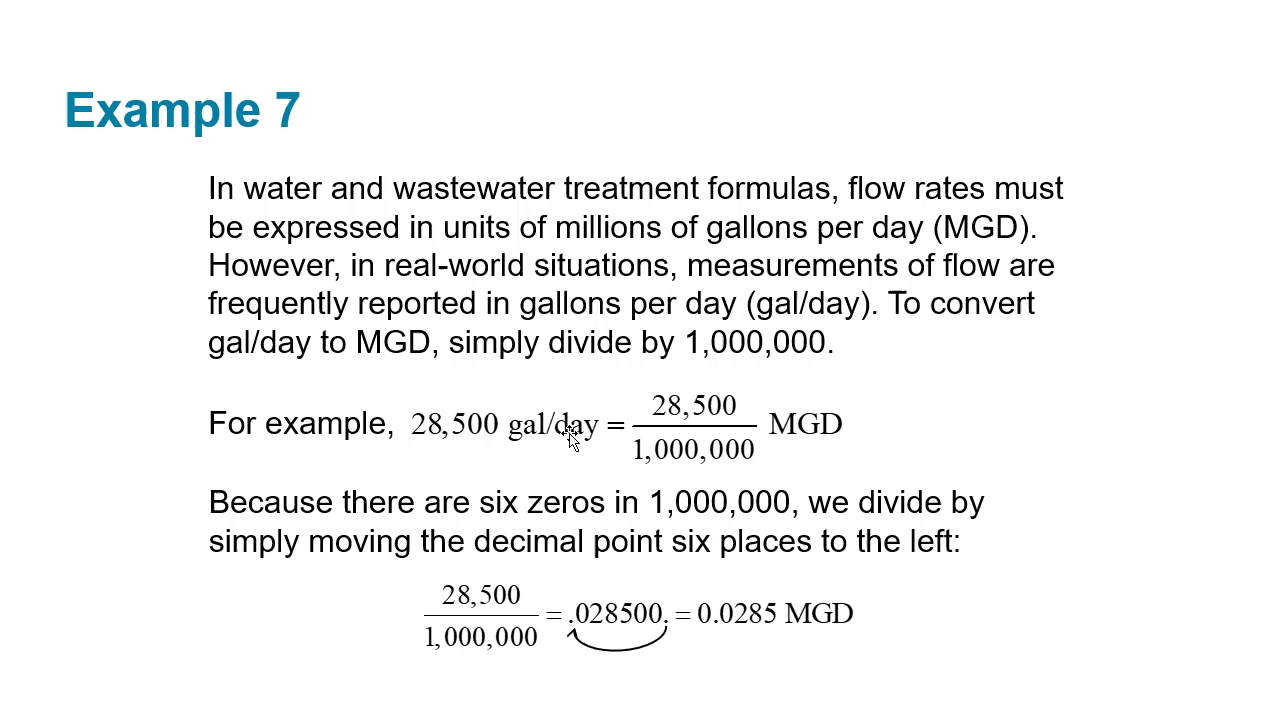 Example 7
In water and wastewater treatment formulas, flow rates must
be expressed in units of millions of gallons per day (MGD).
However, in real-world situations, measurements of flow are
frequently reported in gallons per day (gal/day). To convert
gal/day to MGD, simply divide by 1,000,000.
For example, 28,500 gal/day = 28,500 / 1,000,000 MGD
Because there are six zeros in 1,000,000, we divide by
simply moving the decimal point six places to the left:
28,500 / 1,000,000 = .028500. = 0.0285 MGD